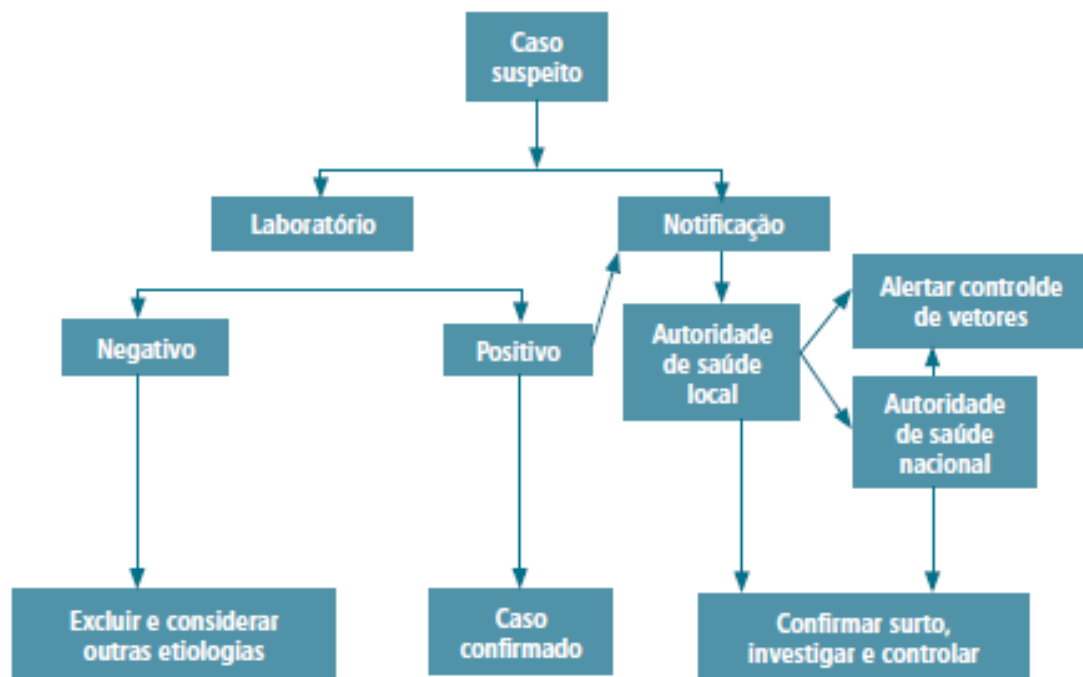 Caso
suspeito
Laboratório
Notificação
Negativo
Positivo
Autoridade
de saúde
local
Alertar controlde
de vetores
Autoridade
de saúde
nacional
Excluir e considerar
outras etiologias
Caso
confirmado
Confirmar surto,
investigar e controlar